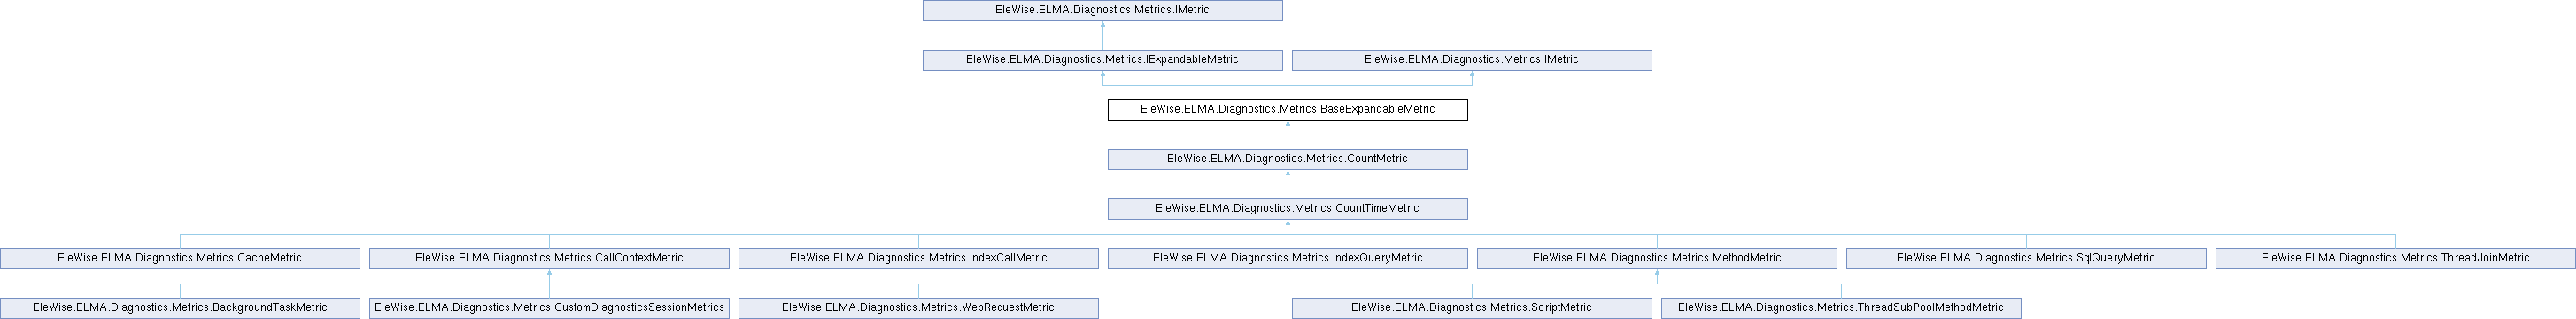 EleWise.ELMA.Diagnostics.Metrics.IMetric
EleWise.ELMA.Diagnostics.Metrics.IExpandableMetric
EleWise.ELMA.Diagnostics.Metrics.IMetric
EleWise.ELMA.Diagnostics.Metrics.BaseExpandableMetric
EleWise.ELMA.Diagnostics.Metrics.CountMetric
EleWise.ELMA.Diagnostics.Metrics.CountTimeMetric
EleWise.ELMA.Diagnostics.Metrics.CacheMetric
EleWise.ELMA.Diagnostics.Metrics.CallContextMetric
EleWise.ELMA.Diagnostics.Metrics.IndexCallMetric
EleWise.ELMA.Diagnostics.Metrics.IndexQueryMetric
EleWise.ELMA.Diagnostics.Metrics.MethodMetric
EleWise.ELMA.Diagnostics.Metrics.SqlQueryMetric
EleWise.ELMA.Diagnostics.Metrics.ThreadJoinMetric
EleWise.ELMA.Diagnostics.Metrics.BackgroundTaskMetric
EleWise.ELMA.Diagnostics.Metrics.CustomDiagnosticsSessionMetrics
EleWise.ELMA.Diagnostics.Metrics.WebRequestMetric
EleWise.ELMA.Diagnostics.Metrics.ScriptMetric
EleWise.ELMA.Diagnostics.Metrics.ThreadSubPoolMethodMetric